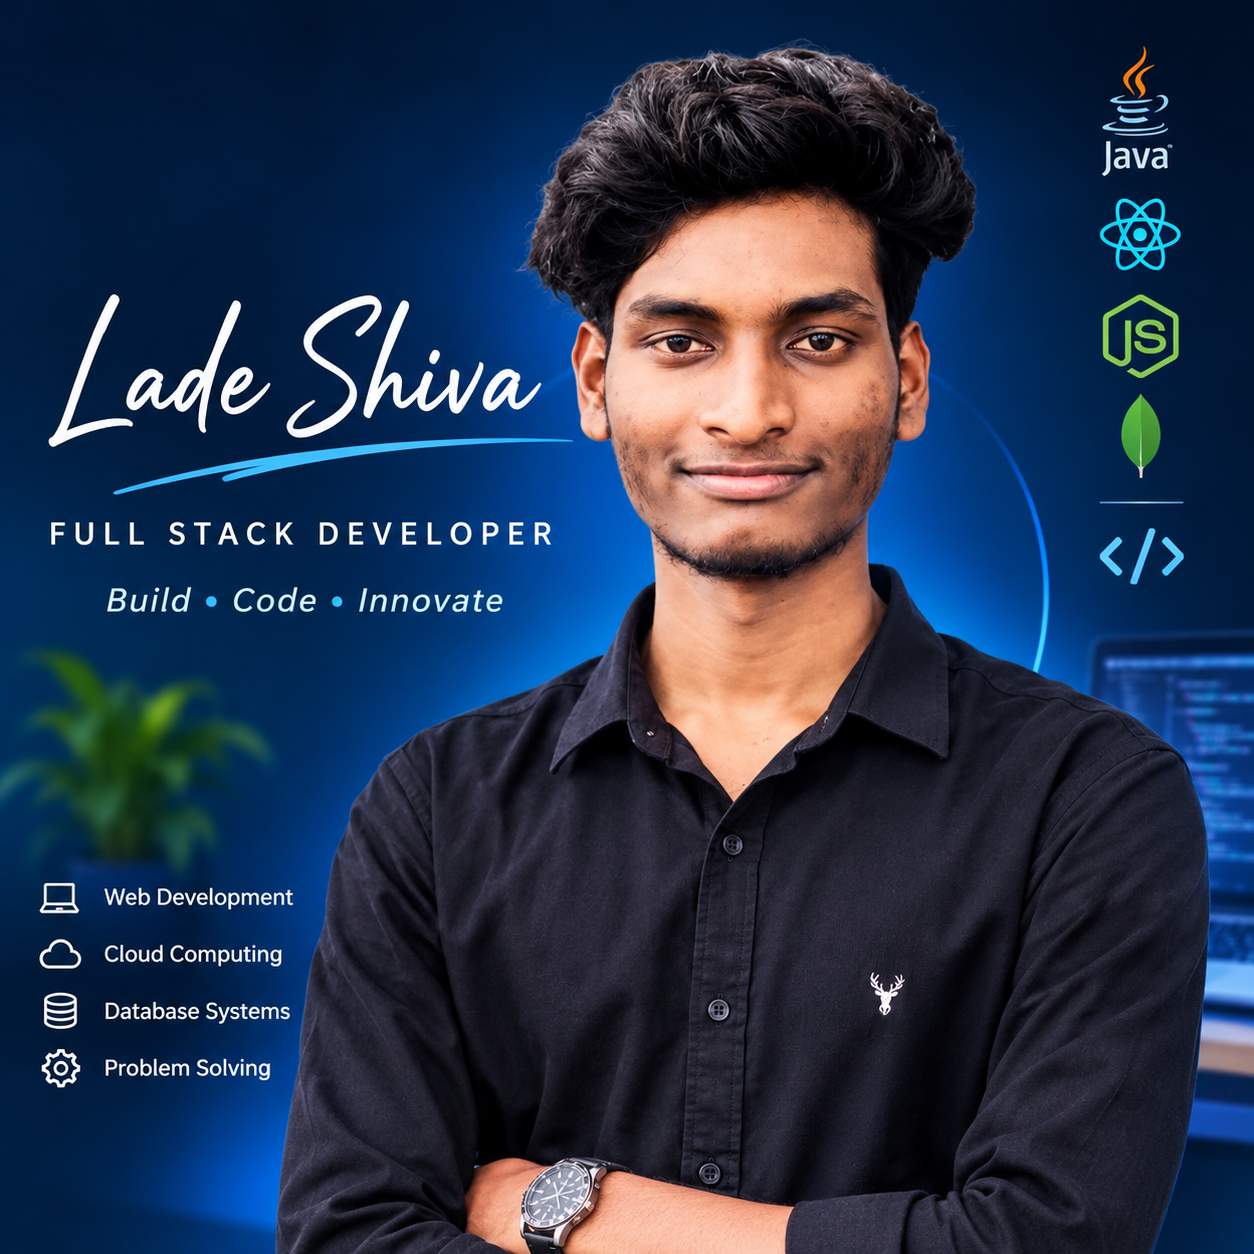 Java
JS
Lade Shiva
FULL STACK DEVELOPER
Build • Code • Innovate
</>
Web Development
Cloud Computing
Database Systems
Problem Solving